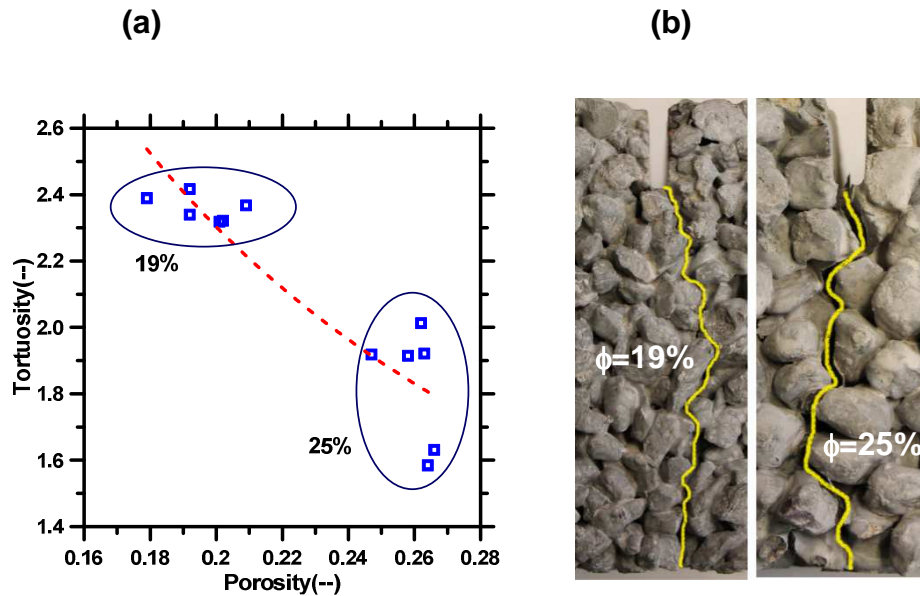 (a)
(b)
2.6
2.4
2.2
2.0
1.8
1.6
1.4
Tortuosity(--)
19%
25%
0.16 0.18 0.2 0.22 0.24 0.26 0.28
Porosity(--)
ϕ=19%
ϕ=25%